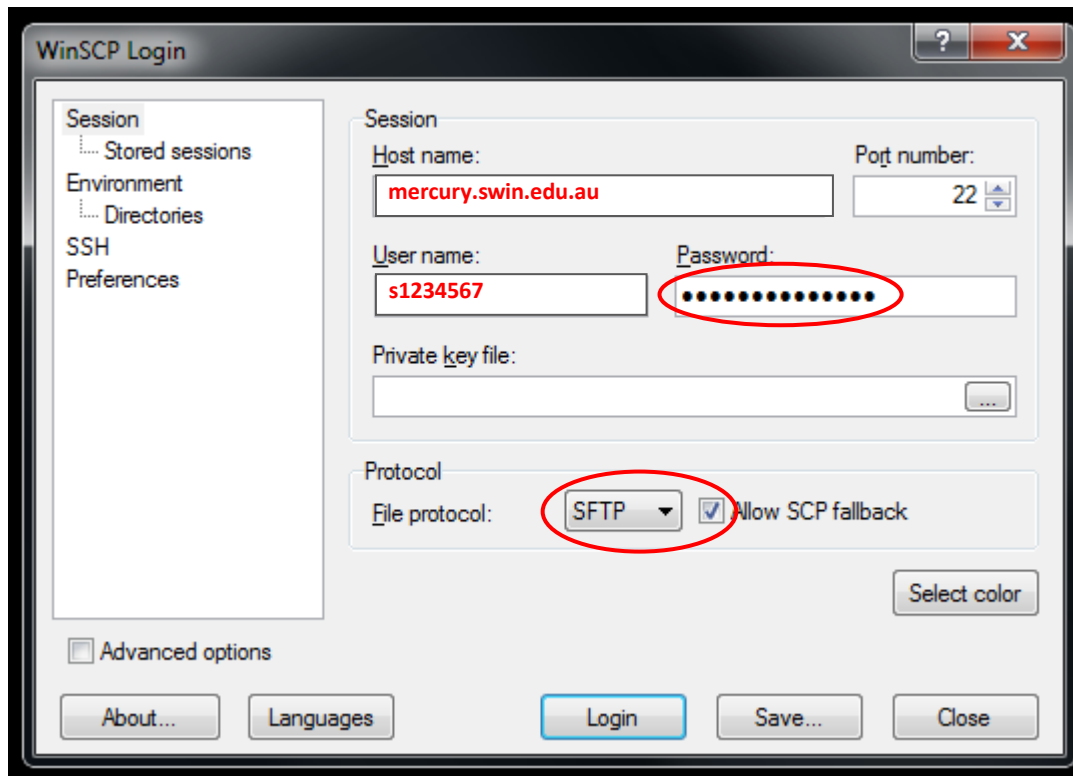 WinSCP Login
?
X
Session
Stored sessions
Environment
Directories
SSH
Preferences
Session
Host name:
Port number:
mercury.swin.edu.au
22
User name:
Password:
s1234567
••••••••••••••
Private key file:
...
Protocol
File protocol:
SFTP
Allow SCP fallback
Select color
Advanced options
About...
Languages
Login
Save...
Close